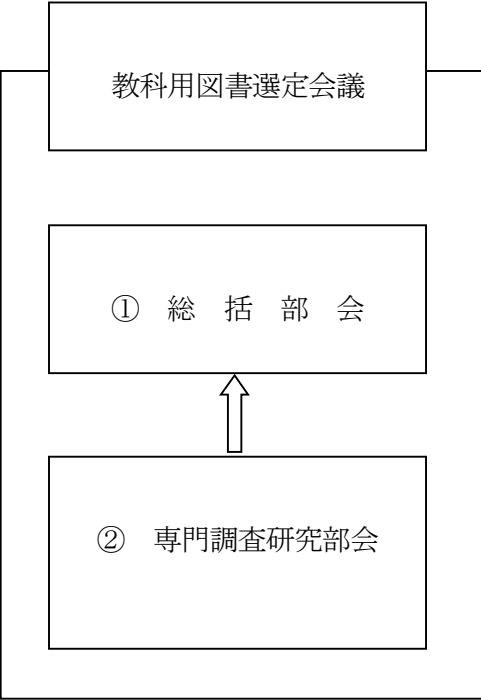 教科用図書選定会議
① 総 括 部 会
② 専門調査研究部会